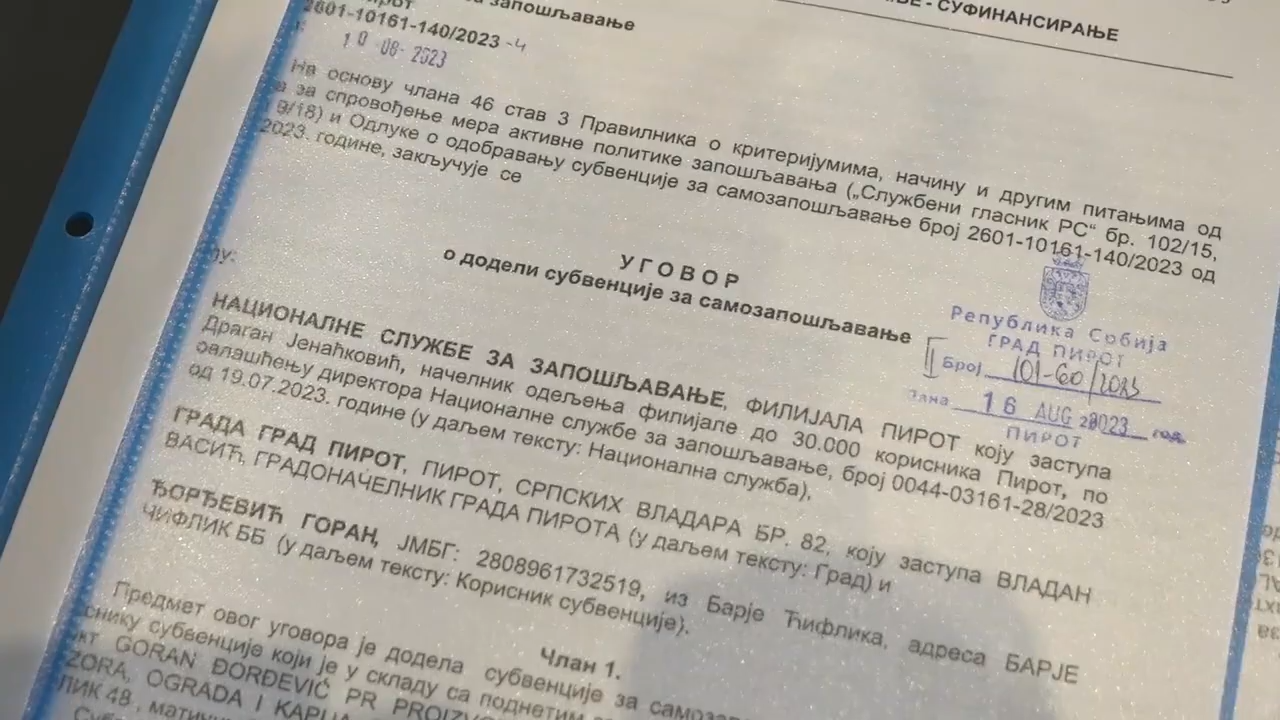 запошљавање
- СУФИНАНСИРАЊЕ
2601-10161-140/2023 -4
10 -08- 2023
На основу члана 46 став 3 Правилника о критеријумима, начину и другим питањима од
за спровођење мера активне политике запошљавања („Службени гласник РС“ бр. 102/15,
9/18) и Одлуке о одобравању субвенције за самозапошљавање број 2601-10161-140/2023 од
2023. године, закључује се
У Г О В О Р
о додели субвенције за самозапошљавање
Република Србија
ГРАД ПИРОТ
Број 101-60/2023
Дана 16 AUG 2023 год.
ПИРОТ
НАЦИОНАЛНЕ СЛУЖБЕ ЗА ЗАПОШЉАВАЊЕ, ФИЛИЈАЛА ПИРОТ коју заступа
Драган Јенаћковић, начелник одељења филијале до 30.000 корисника Пирот, по
овлашћењу директора Националне службе за запошљавање, број 0044-03161-28/2023
од 19.07.2023. године (у даљем тексту: Национална служба),
ГРАДА ГРАД ПИРОТ, ПИРОТ, СРПСКИХ ВЛАДАРА БР. 82, коју заступа ВЛАДАН
ВАСИЋ, ГРАДОНАЧЕЛНИК ГРАДА ПИРОТА (у даљем тексту: Град) и
ЂОРЂЕВИЋ ГОРАН, ЈМБГ: 2808961732519, из Барје Ћифлика, адреса БАРЈЕ
ЧИФЛИК ББ (у даљем тексту: Корисник субвенције).
Члан 1.
Предмет овог уговора је додела субвенције за
субвенције који је у складу са поднетим
GORAN ĐORĐEVIĆ PR
OGRADA I
48 ,